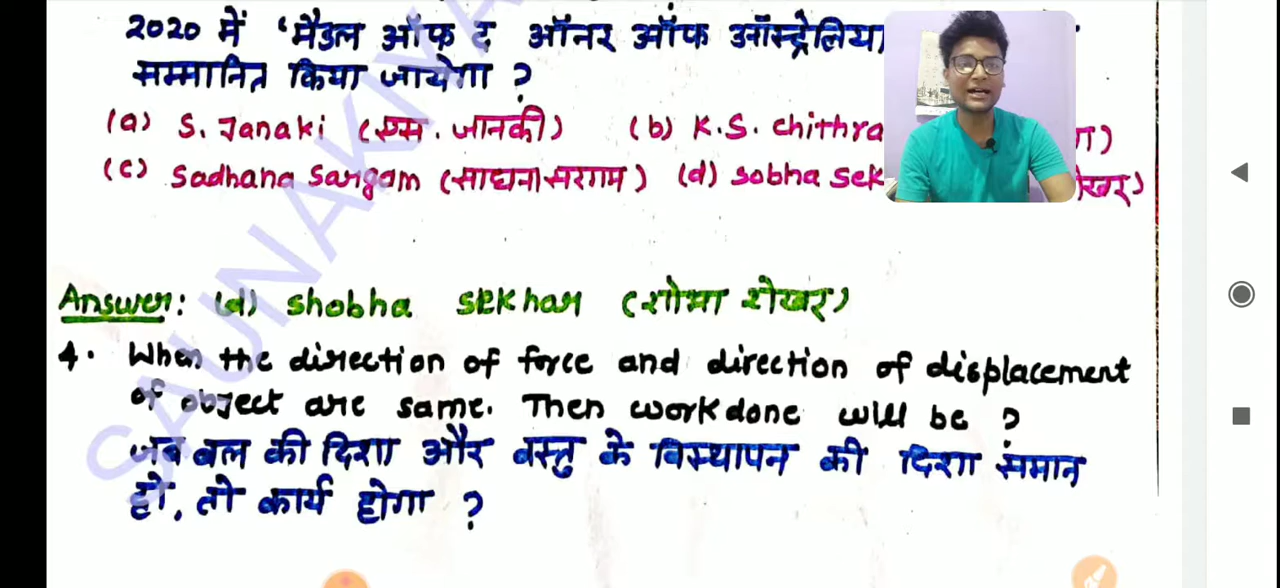 2020 में 'मैडल ऑफ द ऑनर ऑफ ऑस्ट्रेलिया
सम्मानित किया जायेगा ?
(a) S. Janaki (एस. जानकी) (b) K.S. Chithra
(c) Sadhana Sargam (साधना सरगम) (d) Sobha Sek
Answer: (d) Shobha Sekhar (शोभा शेखर)
4. When the direction of force and direction of displacement
of object are same. Then work done will be ?
जब बल की दिशा और वस्तु के विस्थापन की दिशा समान
हो, तो कार्य होगा ?
SAUNAKIYA